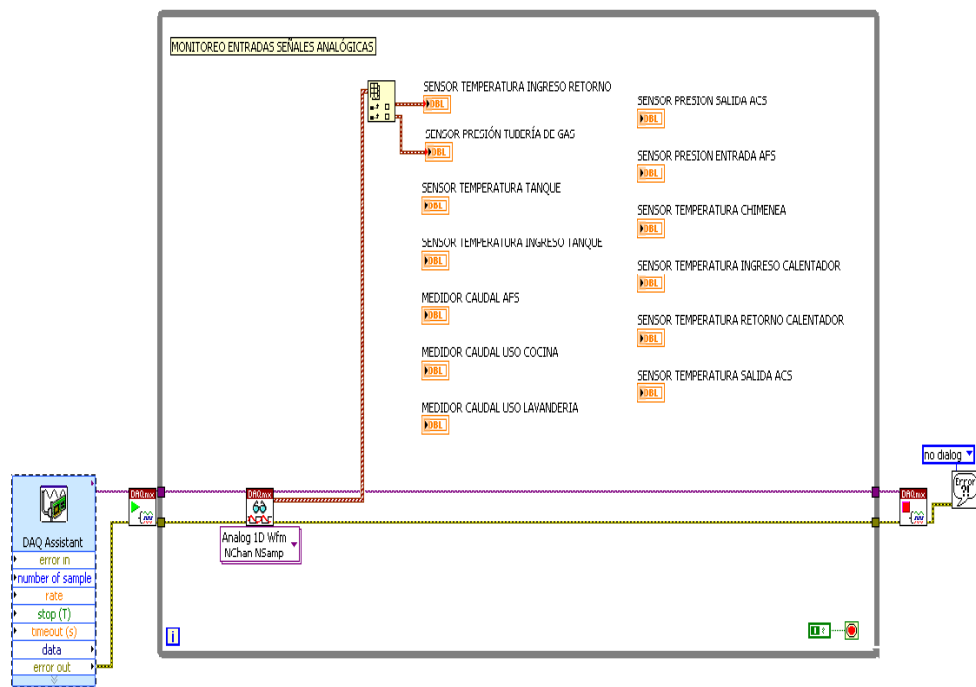 MONITOREO ENTRADAS SEÑALES ANALÓGICAS
SENSOR TEMPERATURA INGRESO RETORNO
DBL
SENSOR PRESIÓN TUBERÍA DE GAS
DBL
SENSOR TEMPERATURA TANQUE
DBL
SENSOR TEMPERATURA INGRESO TANQUE
DBL
MEDIDOR CAUDAL AFS
DBL
MEDIDOR CAUDAL USO COCINA
DBL
MEDIDOR CAUDAL USO LAVANDERIA
DBL
SENSOR PRESION SALIDA ACS
DBL
SENSOR PRESION ENTRADA AFS
DBL
SENSOR TEMPERATURA CHIMENEA
DBL
SENSOR TEMPERATURA INGRESO CALENTADOR
DBL
SENSOR TEMPERATURA RETORNO CALENTADOR
DBL
SENSOR TEMPERATURA SALIDA ACS
DBL
DAQ Assistant
error in
number of sample
rate
stop (T)
timeout (s)
data
error out
DAQmx
DAQmx
Analog 1D Wfm
NChan NSamp
i
DAQmx
no dialog
Error
?!